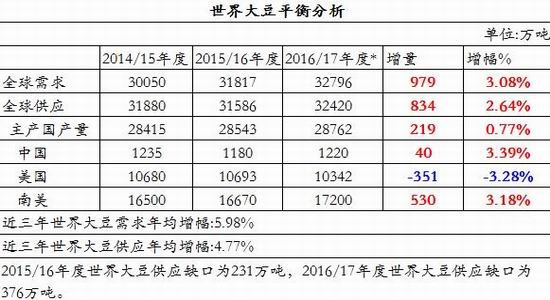 世界大豆平衡分析
单位:万吨
2014/15年度 2015/16年度 2016/17年度* 增量 增幅%
全球需求 30050 31817 32796 979 3.08%
全球供应 31880 31586 32420 834 2.64%
主产国产量 28415 28543 28762 219 0.77%
中国 1235 1180 1220 40 3.39%
美国 10680 10693 10342 -351 -3.28%
南美 16500 16670 17200 530 3.18%
近三年世界大豆需求年均增幅:5.98%
近三年世界大豆供应年均增幅:4.77%
2015/16年度世界大豆供应缺口为231万吨，2016/17年度世界大豆供应缺口为
376万吨。